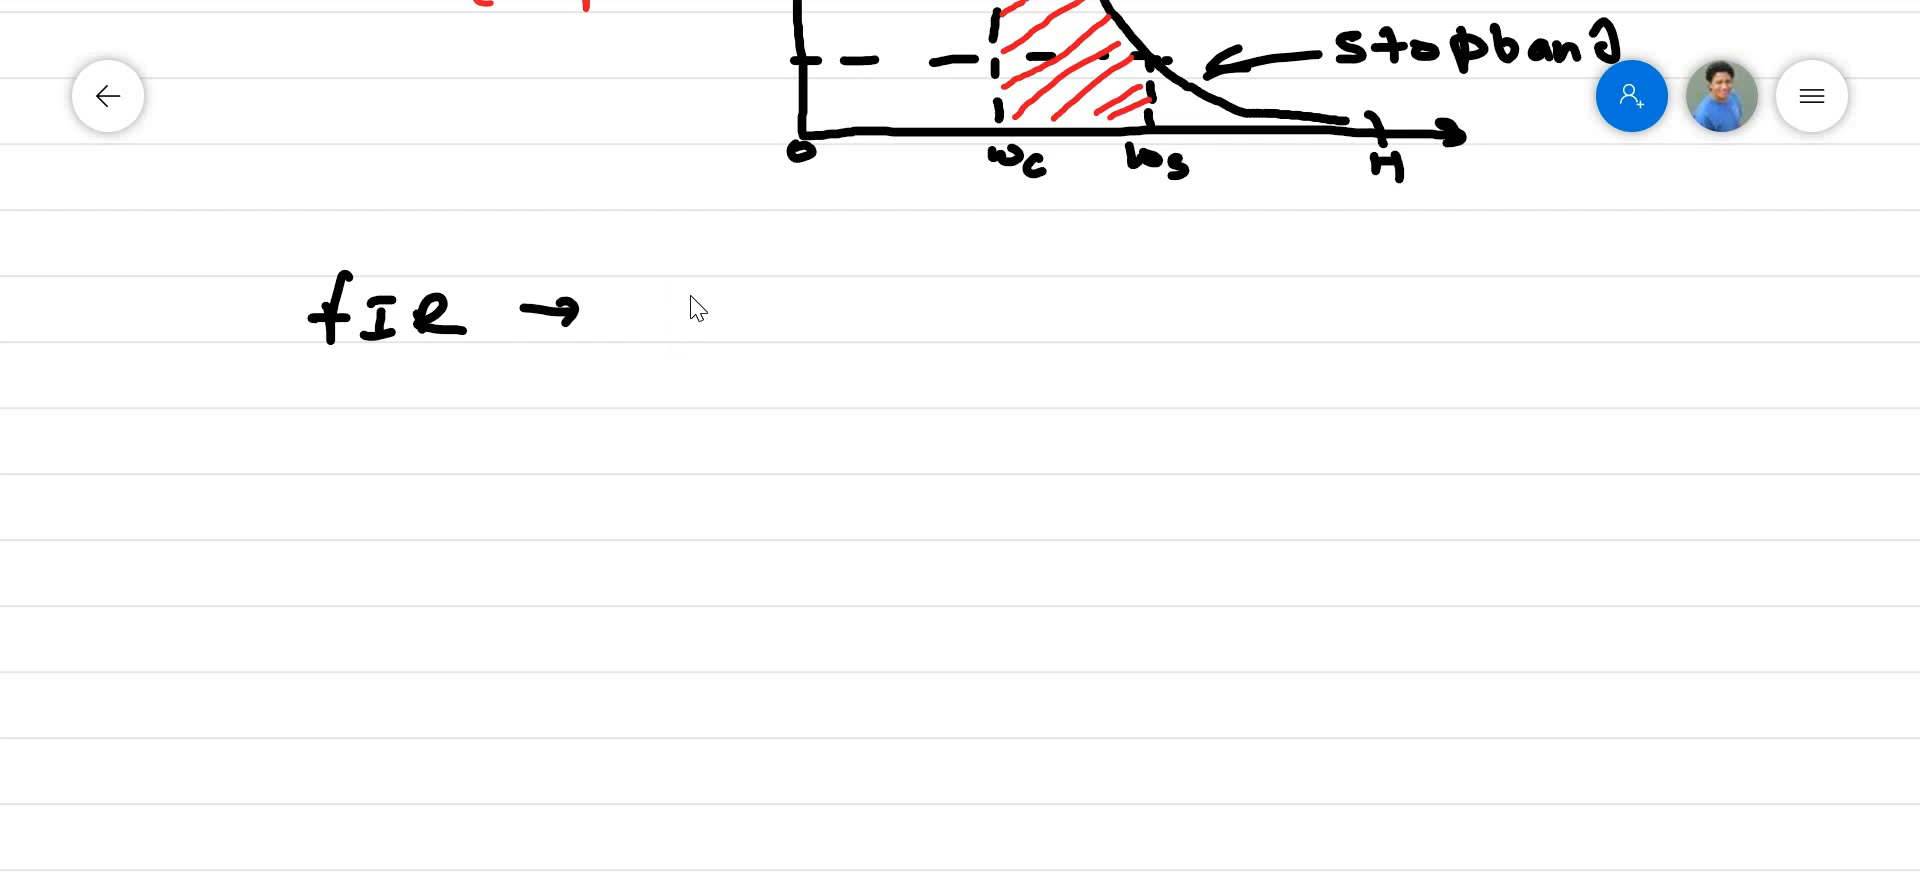 stopband
0 ωc ωs π
FIR →